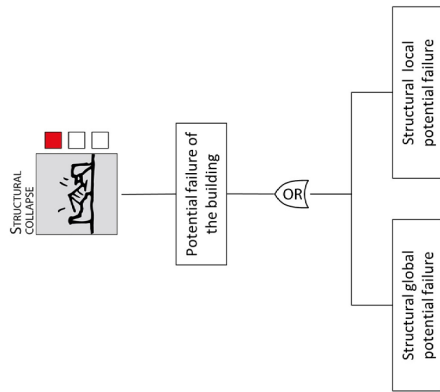 STRUCTURAL
COLLAPSE
Potential failure of
the building
OR
Structural global
potential failure
Structural local
potential failure